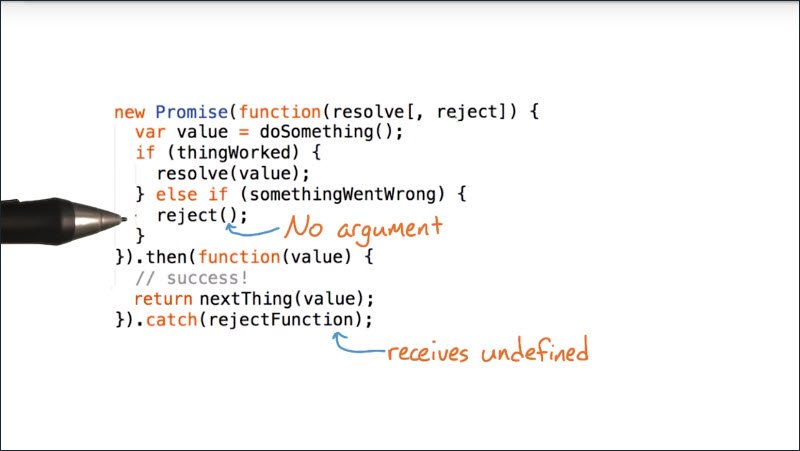 new Promise(function(resolve[, reject]) {
var value = doSomething();
if (thingWorked) {
resolve(value);
} else if (somethingWentWrong) {
reject();
No argument
}
}).then(function(value) {
// success!
return nextThing(value);
}).catch(rejectFunction);
receives undefined